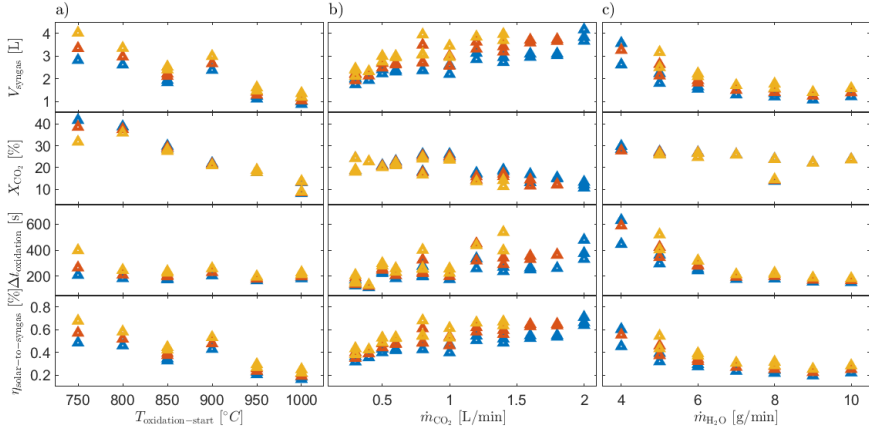 a)
b)
c)
V_syngas [L]
4
3
2
1
X_CO₂ [%]
40
30
20
10
Δt_oxidation [s]
600
400
200
η_solar−to−syngas [%]
0.8
0.6
0.4
0.2
750 800 850 900 950 1000
0.5 1 1.5 2
4 6 8 10
T_oxidation−start [°C]
ṁ_CO₂ [L/min]
ṁ_H₂O [g/min]